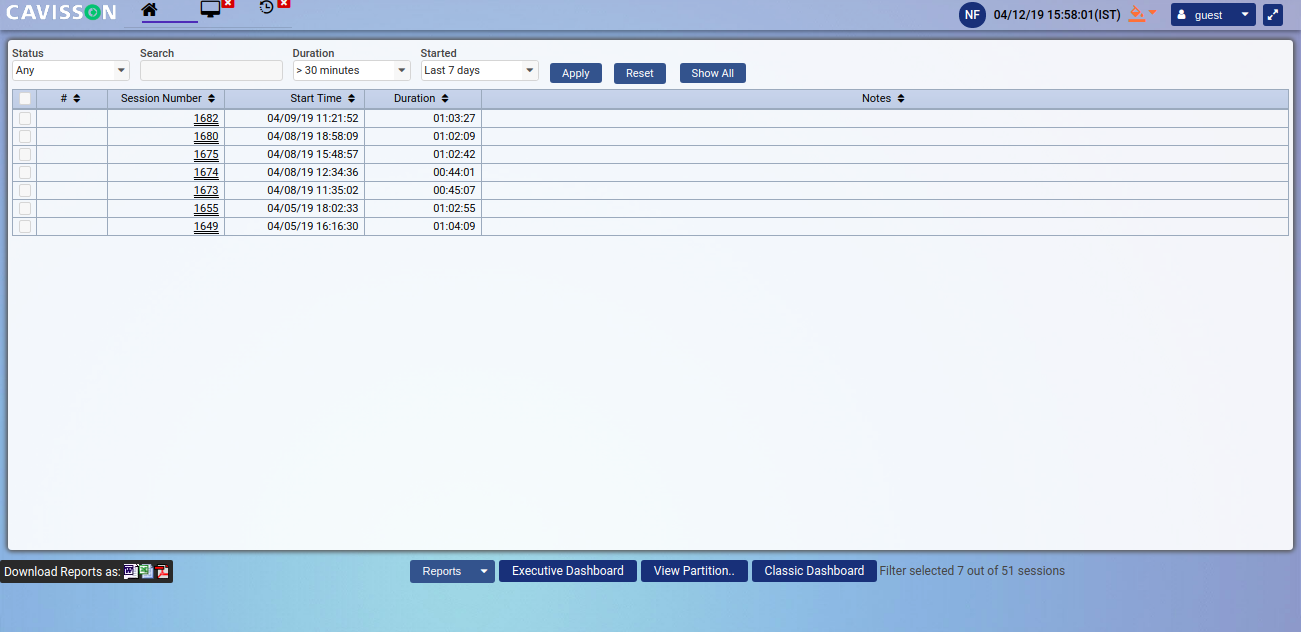 CAVISSON NF 04/12/19 15:58:01(IST) guest
Status Search Duration Started
Any > 30 minutes Last 7 days Apply Reset Show All
# Session Number Start Time Duration Notes
1682 04/09/19 11:21:52 01:03:27
1680 04/08/19 18:58:09 01:02:09
1675 04/08/19 15:48:57 01:02:42
1674 04/08/19 12:34:36 00:44:01
1673 04/08/19 11:35:02 00:45:07
1655 04/05/19 18:02:33 01:02:55
1649 04/05/19 16:16:30 01:04:09
Download Reports as: Reports Executive Dashboard View Partition.. Classic Dashboard Filter selected 7 out of 51 sessions